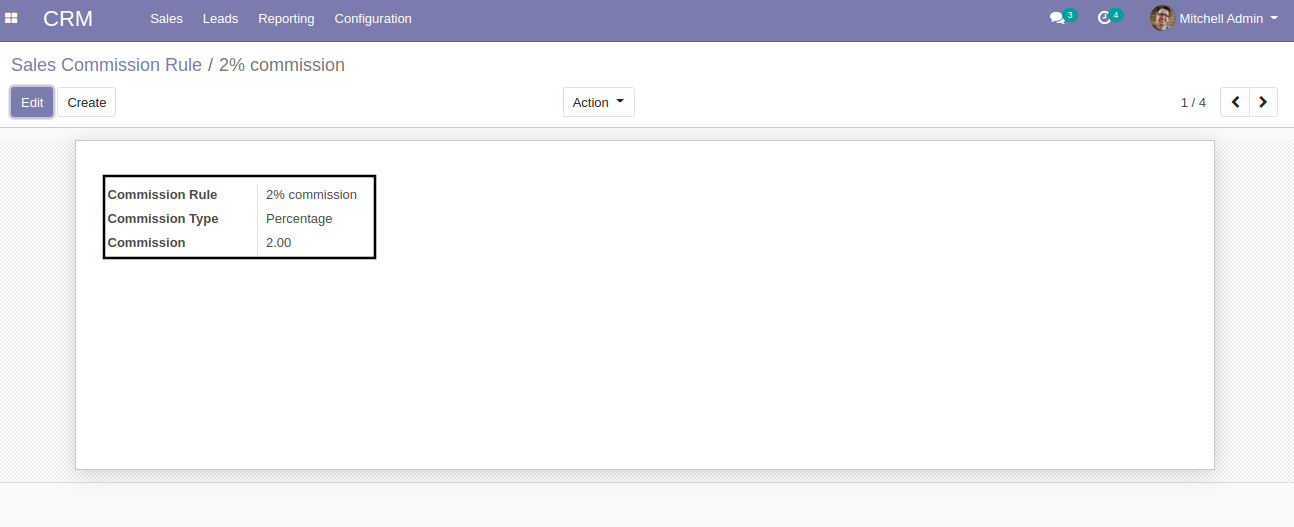 CRM Sales Leads Reporting Configuration 3 4 Mitchell Admin
Sales Commission Rule / 2% commission
Edit Create Action 1 / 4
Commission Rule 2% commission
Commission Type Percentage
Commission 2.00